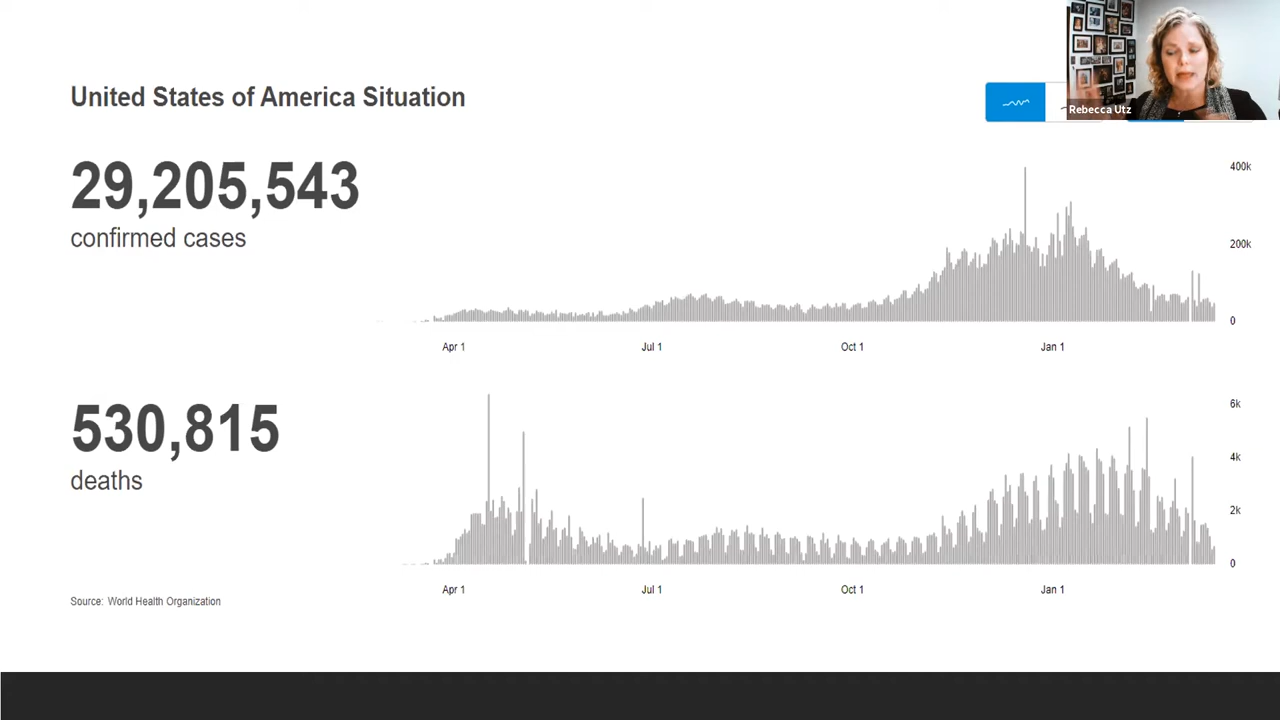 Rebecca Utz
United States of America Situation
29,205,543
confirmed cases
400k
200k
0
Apr 1
Jul 1
Oct 1
Jan 1
530,815
deaths
6k
4k
2k
0
Apr 1
Jul 1
Oct 1
Jan 1
Source: World Health Organization